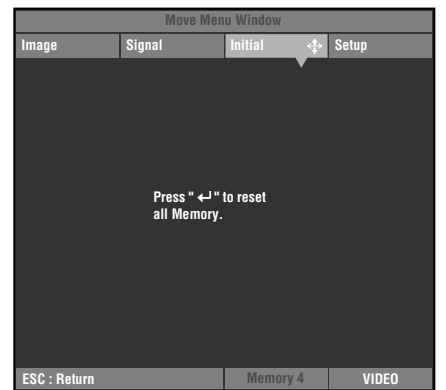 Move Menu Window
Image Signal Initial Setup
Press "↵" to reset
all Memory.
ESC : Return Memory 4 VIDEO